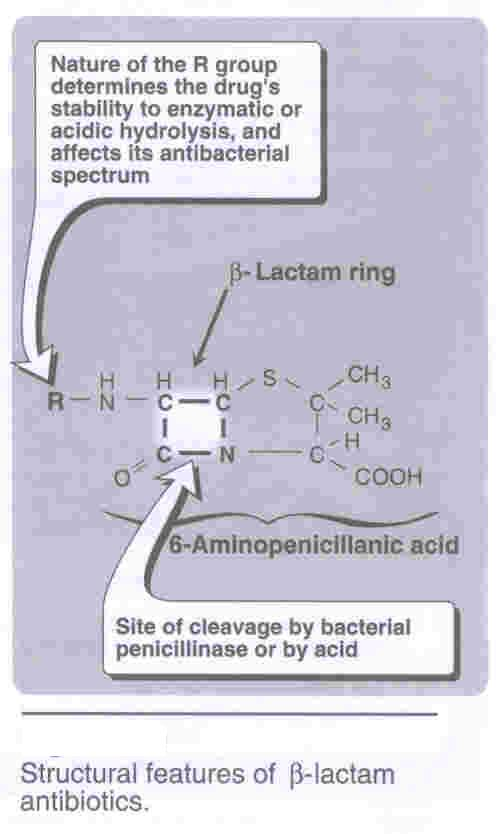 Nature of the R group
determines the drug's
stability to enzymatic or
acidic hydrolysis, and
affects its antibacterial
spectrum
β- Lactam ring
H H H S CH3
R – N – C – C C CH3
C – N — C H
O COOH
6-Aminopenicillanic acid
Site of cleavage by bacterial
penicillinase or by acid
Structural features of β-lactam
antibiotics.